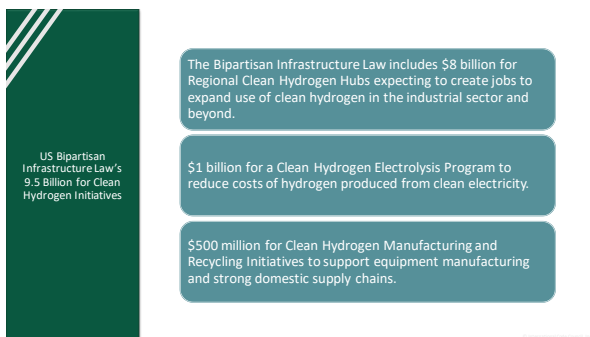 US Bipartisan
Infrastructure Law's
9.5 Billion for Clean
Hydrogen Initiatives
The Bipartisan Infrastructure Law includes $8 billion for
Regional Clean Hydrogen Hubs expecting to create jobs to
expand use of clean hydrogen in the industrial sector and
beyond.
$1 billion for a Clean Hydrogen Electrolysis Program to
reduce costs of hydrogen produced from clean electricity.
$500 million for Clean Hydrogen Manufacturing and
Recycling Initiatives to support equipment manufacturing
and strong domestic supply chains.